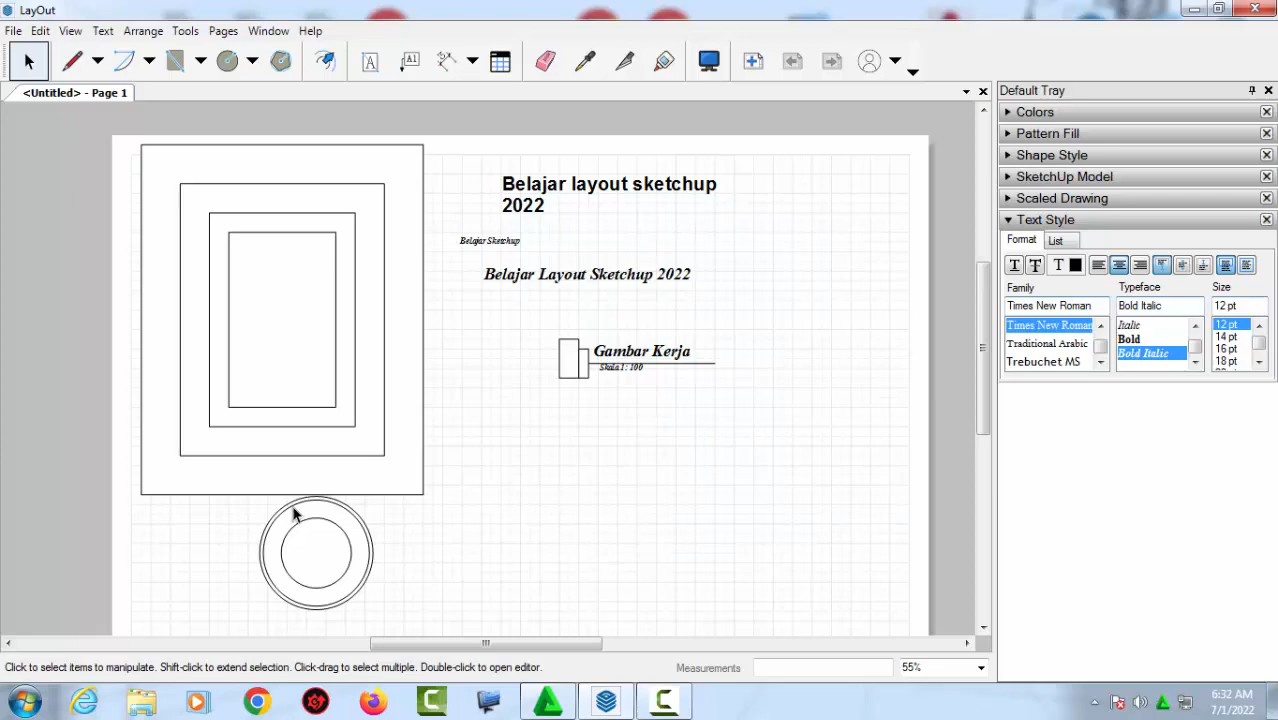 LayOut
File Edit View Text Arrange Tools Pages Window Help
A A1
<Untitled> - Page 1
Default Tray
Colors
Pattern Fill
Shape Style
SketchUp Model
Scaled Drawing
Text Style
Format List
T T T
Family Typeface Size
Times New Roman Bold Italic 12 pt
Times New Roman Italic 12 pt
Traditional Arabic Bold 14 pt
Trebuchet MS Bold Italic 16 pt
18 pt
Belajar layout sketchup
2022
Belajar Sketchup
Belajar Layout Sketchup 2022
Gambar Kerja
Skala 1 : 100
Click to select items to manipulate. Shift-click to extend selection. Click-drag to select multiple. Double-click to open editor. Measurements 55%
6:32 AM
7/1/2022